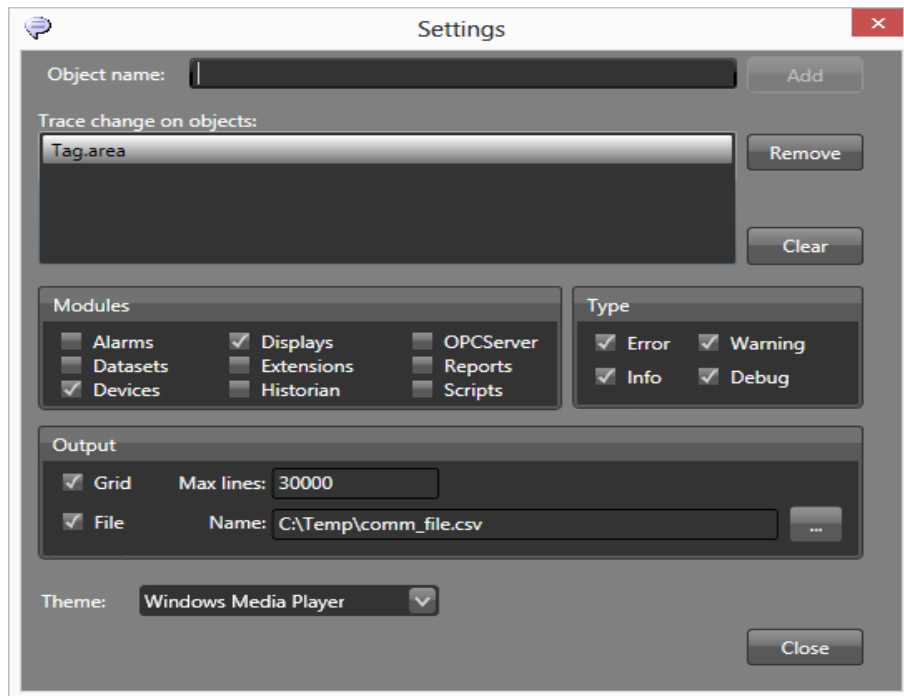 Settings
Object name: Add
Trace change on objects:
Tag.area
Remove
Clear
Modules
Alarms Displays OPCServer
Datasets Extensions Reports
Devices Historian Scripts
Type
Error Warning
Info Debug
Output
Grid Max lines: 30000
File Name: C:\Temp\comm_file.csv ...
Theme: Windows Media Player
Close